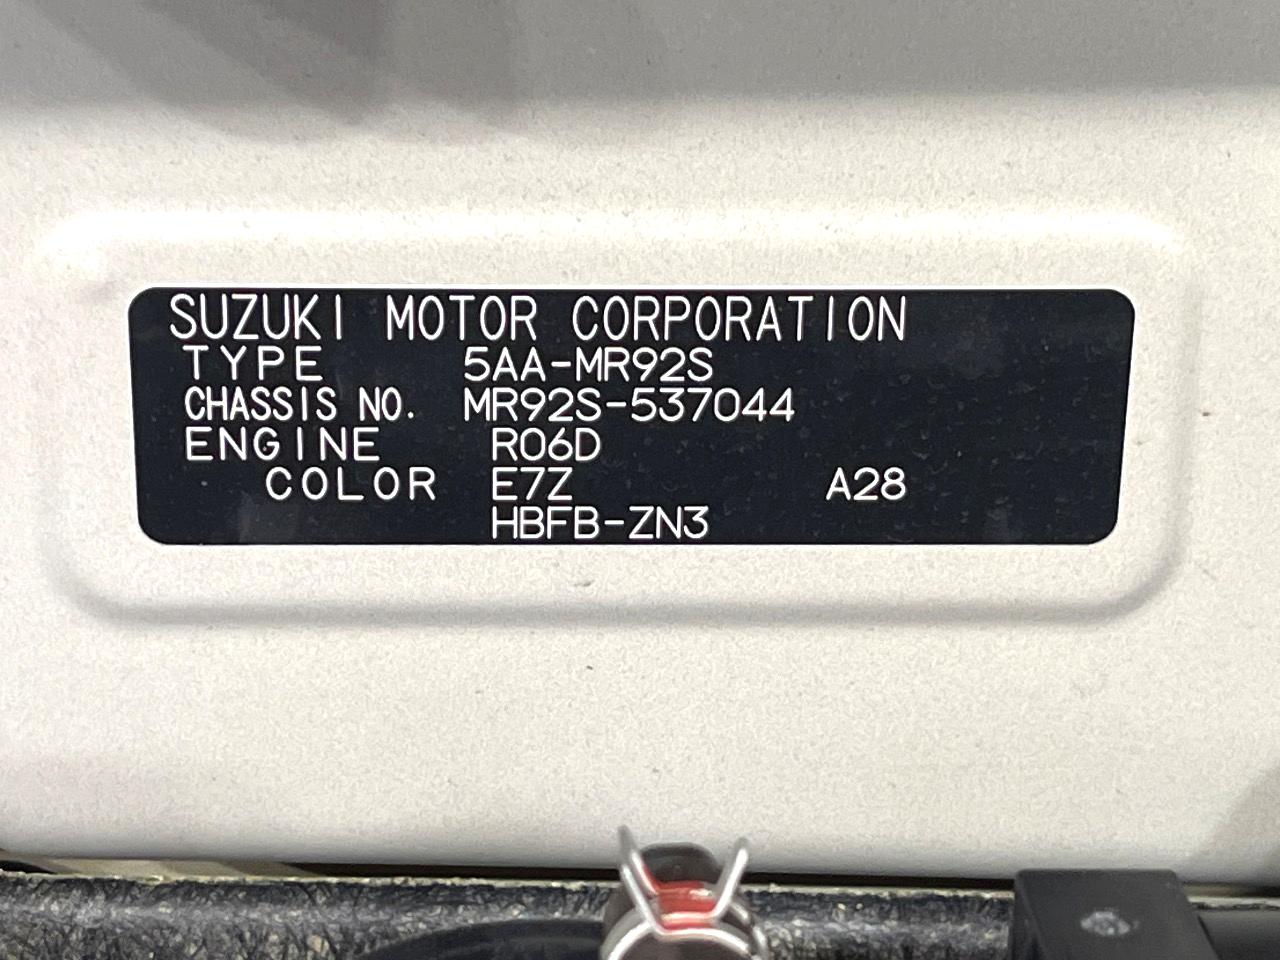 SUZUKI MOTOR CORPORATION
TYPE 5AA-MR92S
CHASSIS NO. MR92S-537044
ENGINE R06D
COLOR E7Z A28
HBFB-ZN3